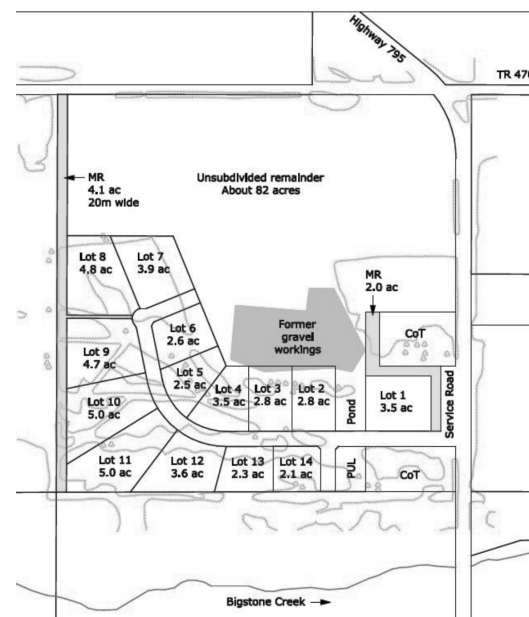 Highway 795
TR 470
MR
4.1 ac
20m wide
Unsubdivided remainder
About 82 acres
Lot 8
4.8 ac
Lot 7
3.9 ac
MR
2.0 ac
Lot 6
2.6 ac
Former
gravel
workings
CoT
Lot 9
4.7 ac
Lot 5
2.5 ac
Lot 4
3.5 ac
Lot 3
2.8 ac
Lot 2
2.8 ac
Pond
Lot 1
3.5 ac
Service Road
Lot 10
5.0 ac
Lot 11
5.0 ac
Lot 12
3.6 ac
Lot 13
2.3 ac
Lot 14
2.1 ac
PUL
CoT
Bigstone Creek